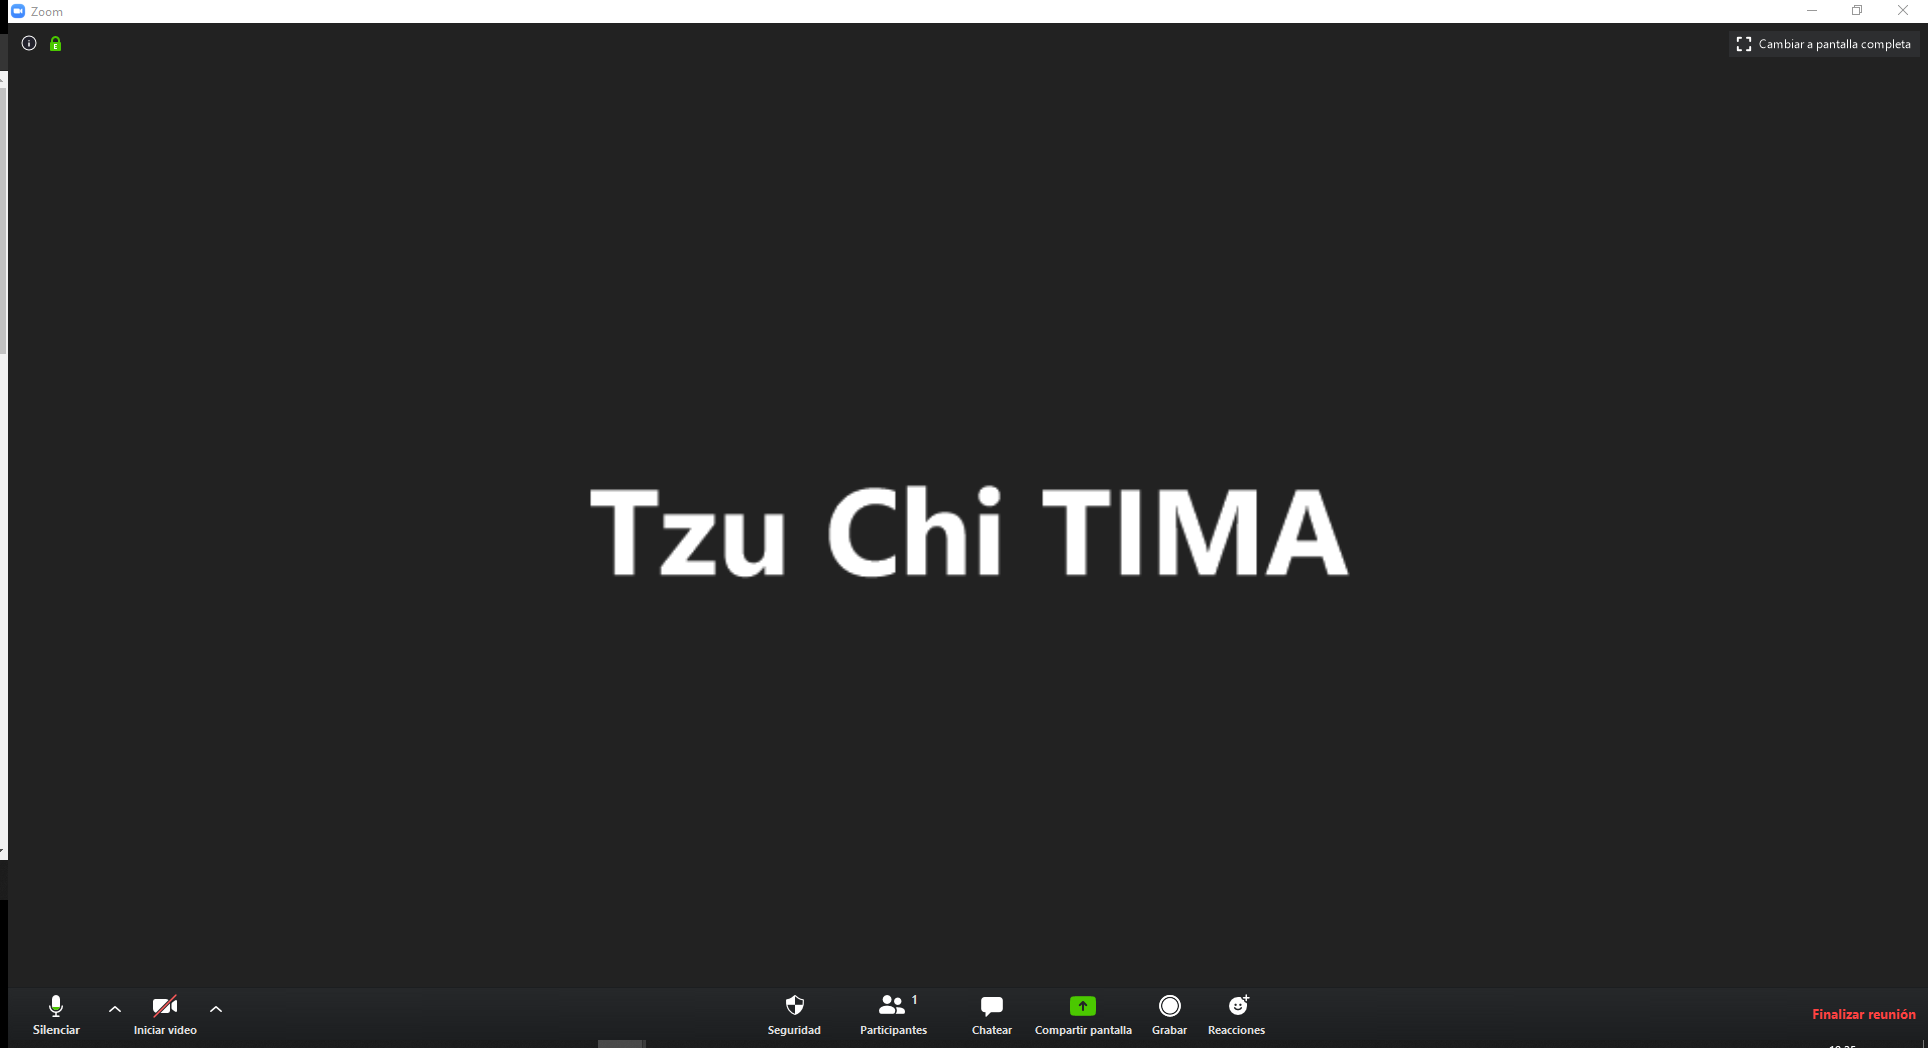 Zoom
Cambiar a pantalla completa
Tzu Chi TIMA
Silenciar
Iniciar video
Seguridad
Participantes 1
Chatear
Compartir pantalla
Grabar
Reacciones
Finalizar reunión